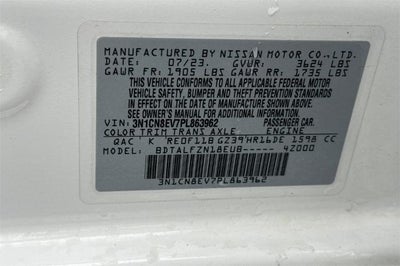 MANUFACTURED BY NISSAN MOTOR CO.,LTD.
DATE: 07/23. GVWR: 3624 LBS
GAWR FR: 1905 LBS GAWR RR: 1735 LBS
THIS VEHICLE CONFORMS TO ALL APPLICABLE FEDERAL MOTOR
VEHICLE SAFETY, BUMPER AND THEFT PREVENTION STANDARDS
IN EFFECT ON THE DATE OF MANUFACTURE SHOWN ABOVE.
SEE OWNER'S MANUAL FOR ADDITIONAL INFORMATION
VIN: 3N1CN8EV7PL863962 PASSENGER CAR
COLOR TRIM TRANS AXLE ENGINE
QAC K RE0F11B GZ39 HR16DE 1598 CC
MODEL: BDTALFZN18EUB----- 42000
3N1CN8EV7PL863962